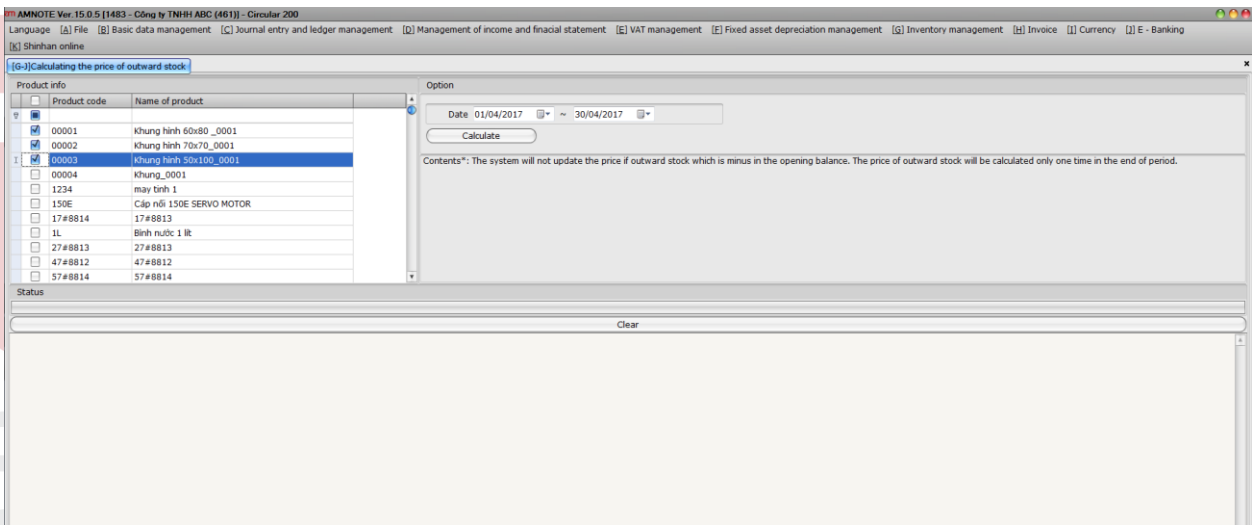 AMNOTE Ver.15.0.5 [1483 - Công ty TNHH ABC (461)] - Circular 200
Language [A] File [B] Basic data management [C] Journal entry and ledger management [D] Management of income and finacial statement [E] VAT management [F] Fixed asset depreciation management [G] Inventory management [H] Invoice [I] Currency [J] E - Banking
[K] Shinhan online
[G-J]Calculating the price of outward stock
Product info
Product code Name of product
00001 Khung hình 60x80 _0001
00002 Khung hình 70x70_0001
00003 Khung hình 50x100_0001
00004 Khung_0001
1234 may tinh 1
150E Cáp nối 150E SERVO MOTOR
17#8814 17#8813
1L Bình nước 1 lít
27#8813 27#8813
47#8812 47#8812
57#8814 57#8814
Option
Date 01/04/2017 ~ 30/04/2017
Calculate
Contents*: The system will not update the price if outward stock which is minus in the opening balance. The price of outward stock will be calculated only one time in the end of period.
Status
Clear